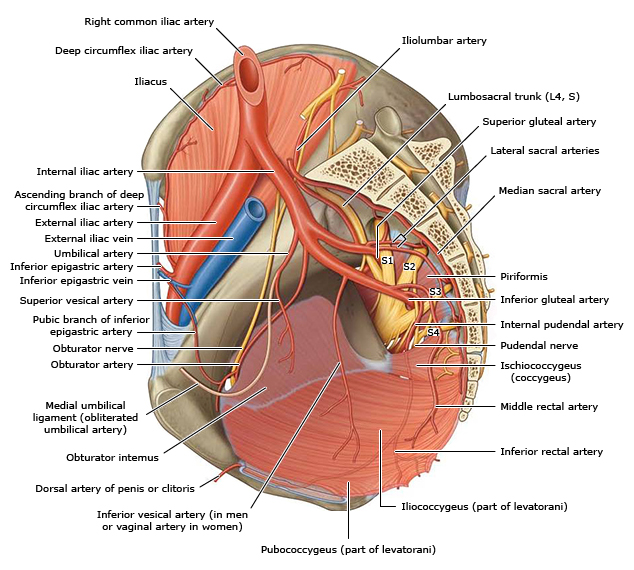 Right common iliac artery
Deep circumflex iliac artery
Iliacus
Internal iliac artery
Ascending branch of deep
circumflex iliac artery
External iliac artery
External iliac vein
Umbilical artery
Inferior epigastric artery
Inferior epigastric vein
Superior vesical artery
Pubic branch of inferior
epigastric artery
Obturator nerve
Obturator artery
Medial umbilical
ligament (obliterated
umbilical artery)
Obturator intemus
Dorsal artery of penis or clitoris
Inferior vesical artery (in men
or vaginal artery in women)
Pubococcygeus (part of levatorani)
Iliolumbar artery
Lumbosacral trunk (L4, S)
Superior gluteal artery
Lateral sacral arteries
Median sacral artery
S1
S2
S3
S4
Piriformis
Inferior gluteal artery
Internal pudendal artery
Pudendal nerve
Ischiococcygeus
(coccygeus)
Middle rectal artery
Inferior rectal artery
Iliococcygeus (part of levatorani)